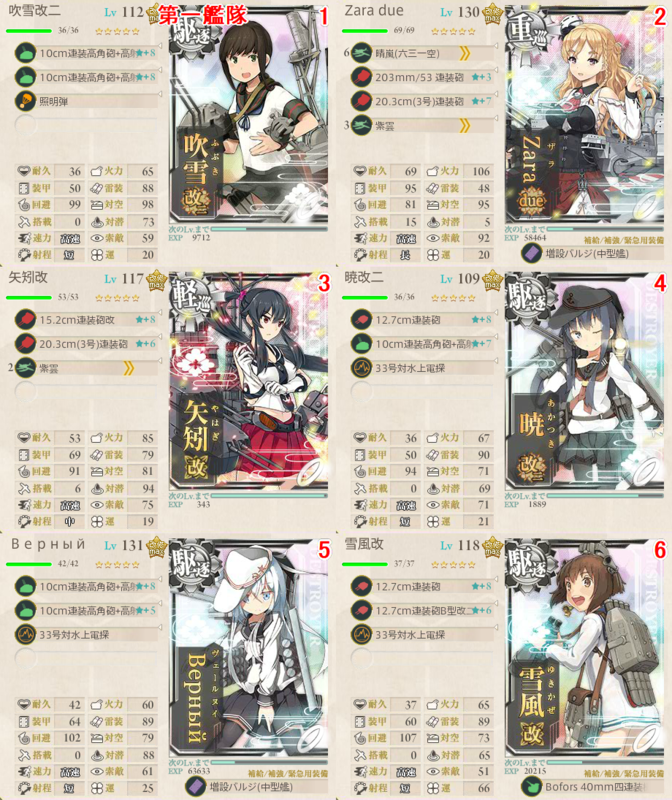 吹雪改二 Lv 112
第一艦隊
1
36/36
10cm連装高角砲+高 ★+8
10cm連装高角砲+高 ★+8
照明弾
耐久 36 火力 65
装甲 50 雷装 88
回避 99 対空 98
搭載 0 対潜 73
速力 高速 索敵 59
射程 短 運 20
駆逐
吹雪 改二
ふぶき
次のLvまで
EXP 9712
Zara due Lv 130
2
69/69
6 晴嵐(六三一空)
203mm/53 連装砲 ★+3
20.3cm(3号)連装砲 ★+7
3 紫雲
耐久 69 火力 106
装甲 95 雷装 48
回避 81 対空 95
搭載 15 対潜 5
速力 高速 索敵 92
射程 長 運 20
重巡
Zara due
ザラ
次のLvまで
EXP 58464
補給/補強/緊急用装備
増設バルジ(中型艦)
矢矧改 Lv 117
3
53/53
15.2cm連装砲改 ★+8
20.3cm(3号)連装砲 ★+6
2 紫雲
耐久 53 火力 85
装甲 69 雷装 79
回避 91 対空 81
搭載 6 対潜 94
速力 高速 索敵 75
射程 中 運 19
軽巡
矢矧 改
やはぎ
次のLvまで
EXP 343
暁改二 Lv 109
4
36/36
12.7cm連装砲 ★+8
10cm連装高角砲+高 ★+7
33号対水上電探
耐久 36 火力 67
装甲 50 雷装 90
回避 94 対空 71
搭載 0 対潜 69
速力 高速 索敵 71
射程 短 運 21
駆逐
暁 改二
あかつき
次のLvまで
EXP 1889
Верный Lv 131
5
42/42
10cm連装高角砲+高 ★+8
10cm連装高角砲+高 ★+5
33号対水上電探
耐久 42 火力 60
装甲 64 雷装 89
回避 102 対空 79
搭載 0 対潜 88
速力 高速 索敵 61
射程 短 運 25
駆逐
Верный
ヴェールヌイ
次のLvまで
EXP 63633
補給/補強/緊急用装備
増設バルジ(中型艦)
雪風改 Lv 118
6
37/37
12.7cm連装砲 ★+8
12.7cm連装砲B型改二 ★+6
33号対水上電探
耐久 37 火力 65
装甲 60 雷装 89
回避 107 対空 73
搭載 0 対潜 65
速力 高速 索敵 51
射程 短 運 66
駆逐
雪風 改
ゆきかぜ
次のLvまで
EXP 20215
補給/補強/緊急用装備
Bofors 40mm四連装